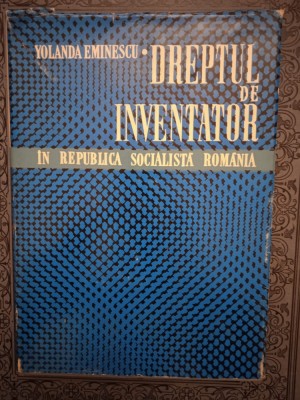 YOLANDA EMINESCU • DREPTUL
DE
INVENTATOR
ÎN REPUBLICA SOCIALISTĂ ROMÂNIA